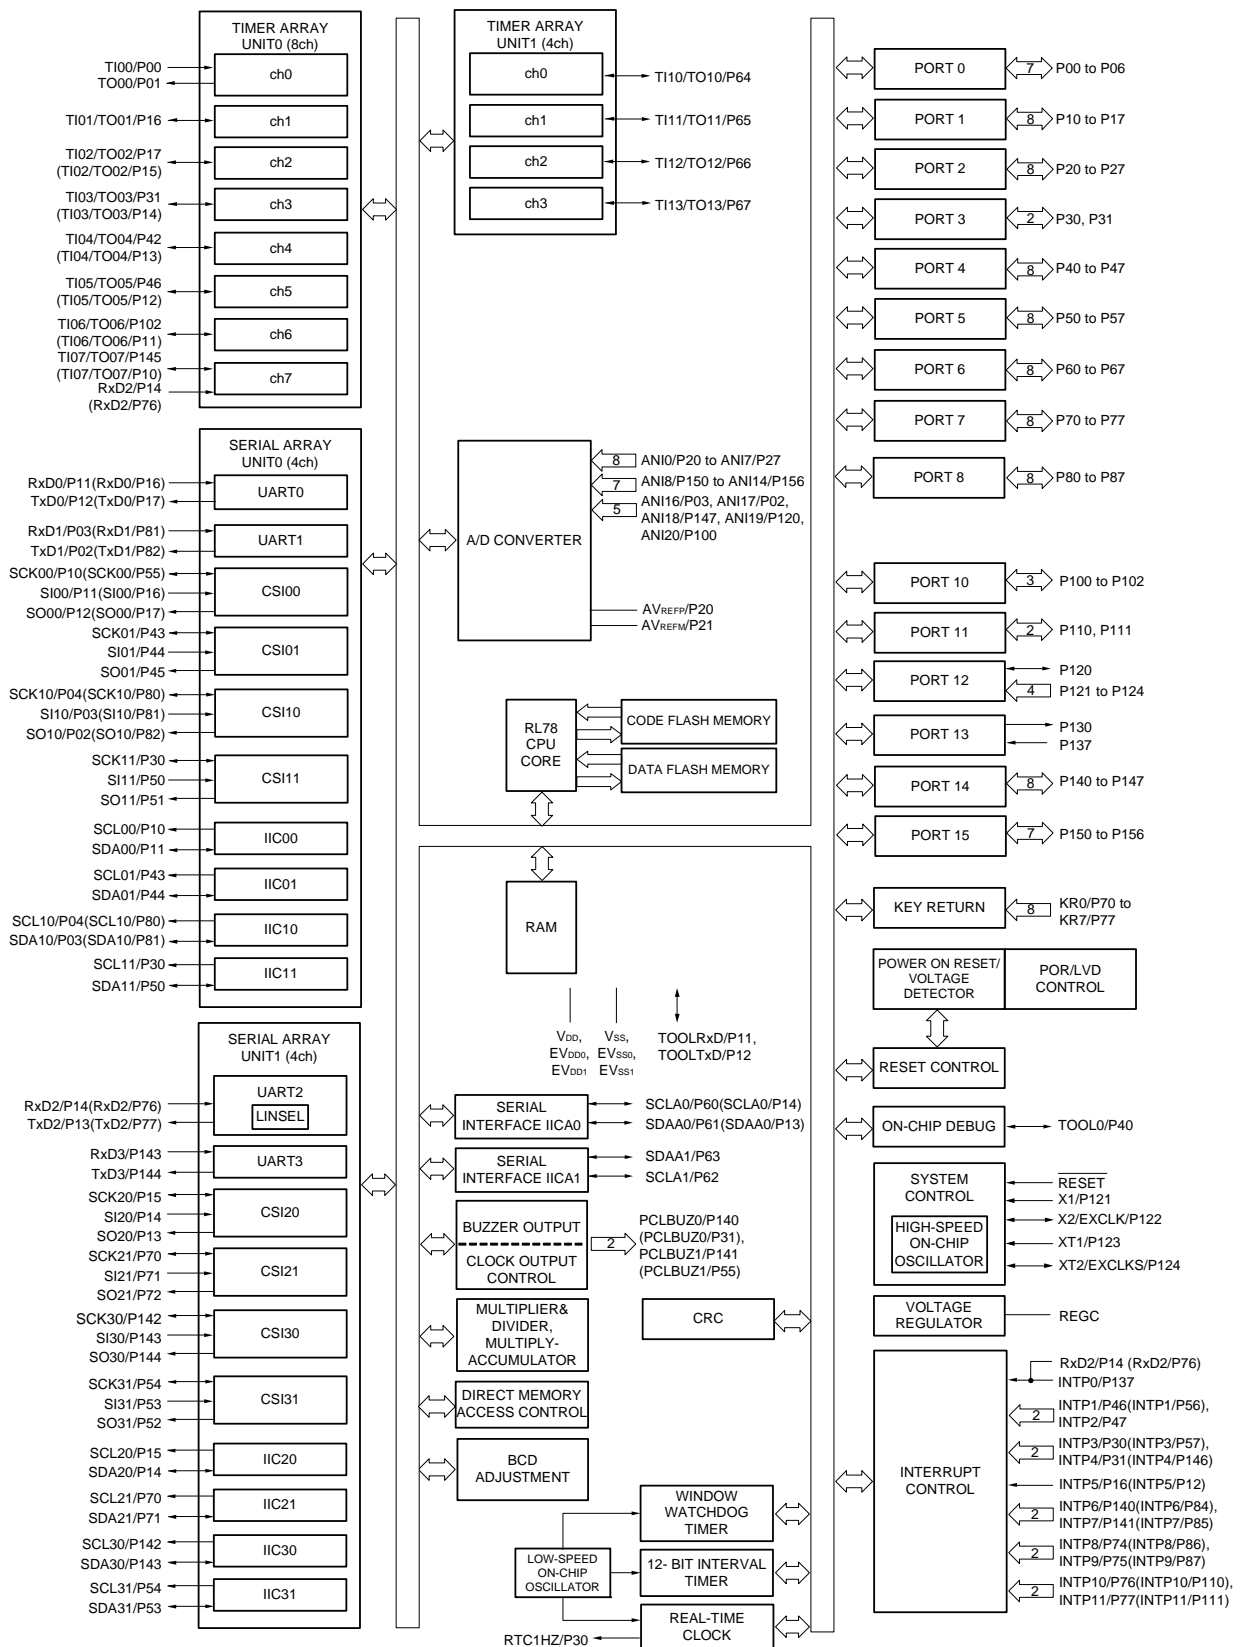 TIMER ARRAY
UNIT0 (8ch)
TI00/P00
TO00/P01
ch0
TI01/TO01/P16
ch1
TI02/TO02/P17
(TI02/TO02/P15)
ch2
TI03/TO03/P31
(TI03/TO03/P14)
ch3
TI04/TO04/P42
(TI04/TO04/P13)
ch4
TI05/TO05/P46
(TI05/TO05/P12)
ch5
TI06/TO06/P102
(TI06/TO06/P11)
ch6
TI07/TO07/P145
(TI07/TO07/P10)
RxD2/P14
(RxD2/P76)
ch7
SERIAL ARRAY
UNIT0 (4ch)
RxD0/P11(RxD0/P16)
TxD0/P12(TxD0/P17)
UART0
RxD1/P03(RxD1/P81)
TxD1/P02(TxD1/P82)
UART1
SCK00/P10(SCK00/P55)
SI00/P11(SI00/P16)
SO00/P12(SO00/P17)
CSI00
SCK01/P43
SI01/P44
SO01/P45
CSI01
SCK10/P04(SCK10/P80)
SI10/P03(SI10/P81)
SO10/P02(SO10/P82)
CSI10
SCK11/P30
SI11/P50
SO11/P51
CSI11
SCL00/P10
SDA00/P11
IIC00
SCL01/P43
SDA01/P44
IIC01
SCL10/P04(SCL10/P80)
SDA10/P03(SDA10/P81)
IIC10
SCL11/P30
SDA11/P50
IIC11
SERIAL ARRAY
UNIT1 (4ch)
RxD2/P14(RxD2/P76)
TxD2/P13(TxD2/P77)
UART2
LINSEL
RxD3/P143
TxD3/P144
UART3
SCK20/P15
SI20/P14
SO20/P13
CSI20
SCK21/P70
SI21/P71
SO21/P72
CSI21
SCK30/P142
SI30/P143
SO30/P144
CSI30
SCK31/P54
SI31/P53
SO31/P52
CSI31
SCL20/P15
SDA20/P14
IIC20
SCL21/P70
SDA21/P71
IIC21
SCL30/P142
SDA30/P143
IIC30
SCL31/P54
SDA31/P53
IIC31
TIMER ARRAY
UNIT1 (4ch)
ch0
TI10/TO10/P64
ch1
TI11/TO11/P65
ch2
TI12/TO12/P66
ch3
TI13/TO13/P67
A/D CONVERTER
8
ANI0/P20 to ANI7/P27
7
ANI8/P150 to ANI14/P156
5
ANI16/P03, ANI17/P02,
ANI18/P147, ANI19/P120,
ANI20/P100
AVREFP/P20
AVREFM/P21
RL78
CPU
CORE
CODE FLASH MEMORY
DATA FLASH MEMORY
RAM
VDD,
EVDD0,
EVDD1
VSS,
EVSS0,
EVSS1
TOOLRxD/P11,
TOOLTxD/P12
SERIAL
INTERFACE IICA0
SCLA0/P60(SCLA0/P14)
SDAA0/P61(SDAA0/P13)
SERIAL
INTERFACE IICA1
SDAA1/P63
SCLA1/P62
BUZZER OUTPUT
CLOCK OUTPUT
CONTROL
2
PCLBUZ0/P140
(PCLBUZ0/P31),
PCLBUZ1/P141
(PCLBUZ1/P55)
MULTIPLIER&
DIVIDER,
MULTIPLY-
ACCUMULATOR
CRC
DIRECT MEMORY
ACCESS CONTROL
BCD
ADJUSTMENT
WINDOW
WATCHDOG
TIMER
LOW-SPEED
ON-CHIP
OSCILLATOR
12- BIT INTERVAL
TIMER
REAL-TIME
CLOCK
RTC1HZ/P30
PORT 0
7
P00 to P06
PORT 1
8
P10 to P17
PORT 2
8
P20 to P27
PORT 3
2
P30, P31
PORT 4
8
P40 to P47
PORT 5
8
P50 to P57
PORT 6
8
P60 to P67
PORT 7
8
P70 to P77
PORT 8
8
P80 to P87
PORT 10
3
P100 to P102
PORT 11
2
P110, P111
PORT 12
P120
4
P121 to P124
PORT 13
P130
P137
PORT 14
8
P140 to P147
PORT 15
7
P150 to P156
KEY RETURN
8
KR0/P70 to
KR7/P77
POWER ON RESET/
VOLTAGE
DETECTOR
POR/LVD
CONTROL
RESET CONTROL
ON-CHIP DEBUG
TOOL0/P40
SYSTEM
CONTROL
HIGH-SPEED
ON-CHIP
OSCILLATOR
RESET
X1/P121
X2/EXCLK/P122
XT1/P123
XT2/EXCLKS/P124
VOLTAGE
REGULATOR
REGC
INTERRUPT
CONTROL
RxD2/P14 (RxD2/P76)
INTP0/P137
2
INTP1/P46(INTP1/P56),
INTP2/P47
2
INTP3/P30(INTP3/P57),
INTP4/P31(INTP4/P146)
INTP5/P16(INTP5/P12)
2
INTP6/P140(INTP6/P84),
INTP7/P141(INTP7/P85)
2
INTP8/P74(INTP8/P86),
INTP9/P75(INTP9/P87)
2
INTP10/P76(INTP10/P110),
INTP11/P77(INTP11/P111)